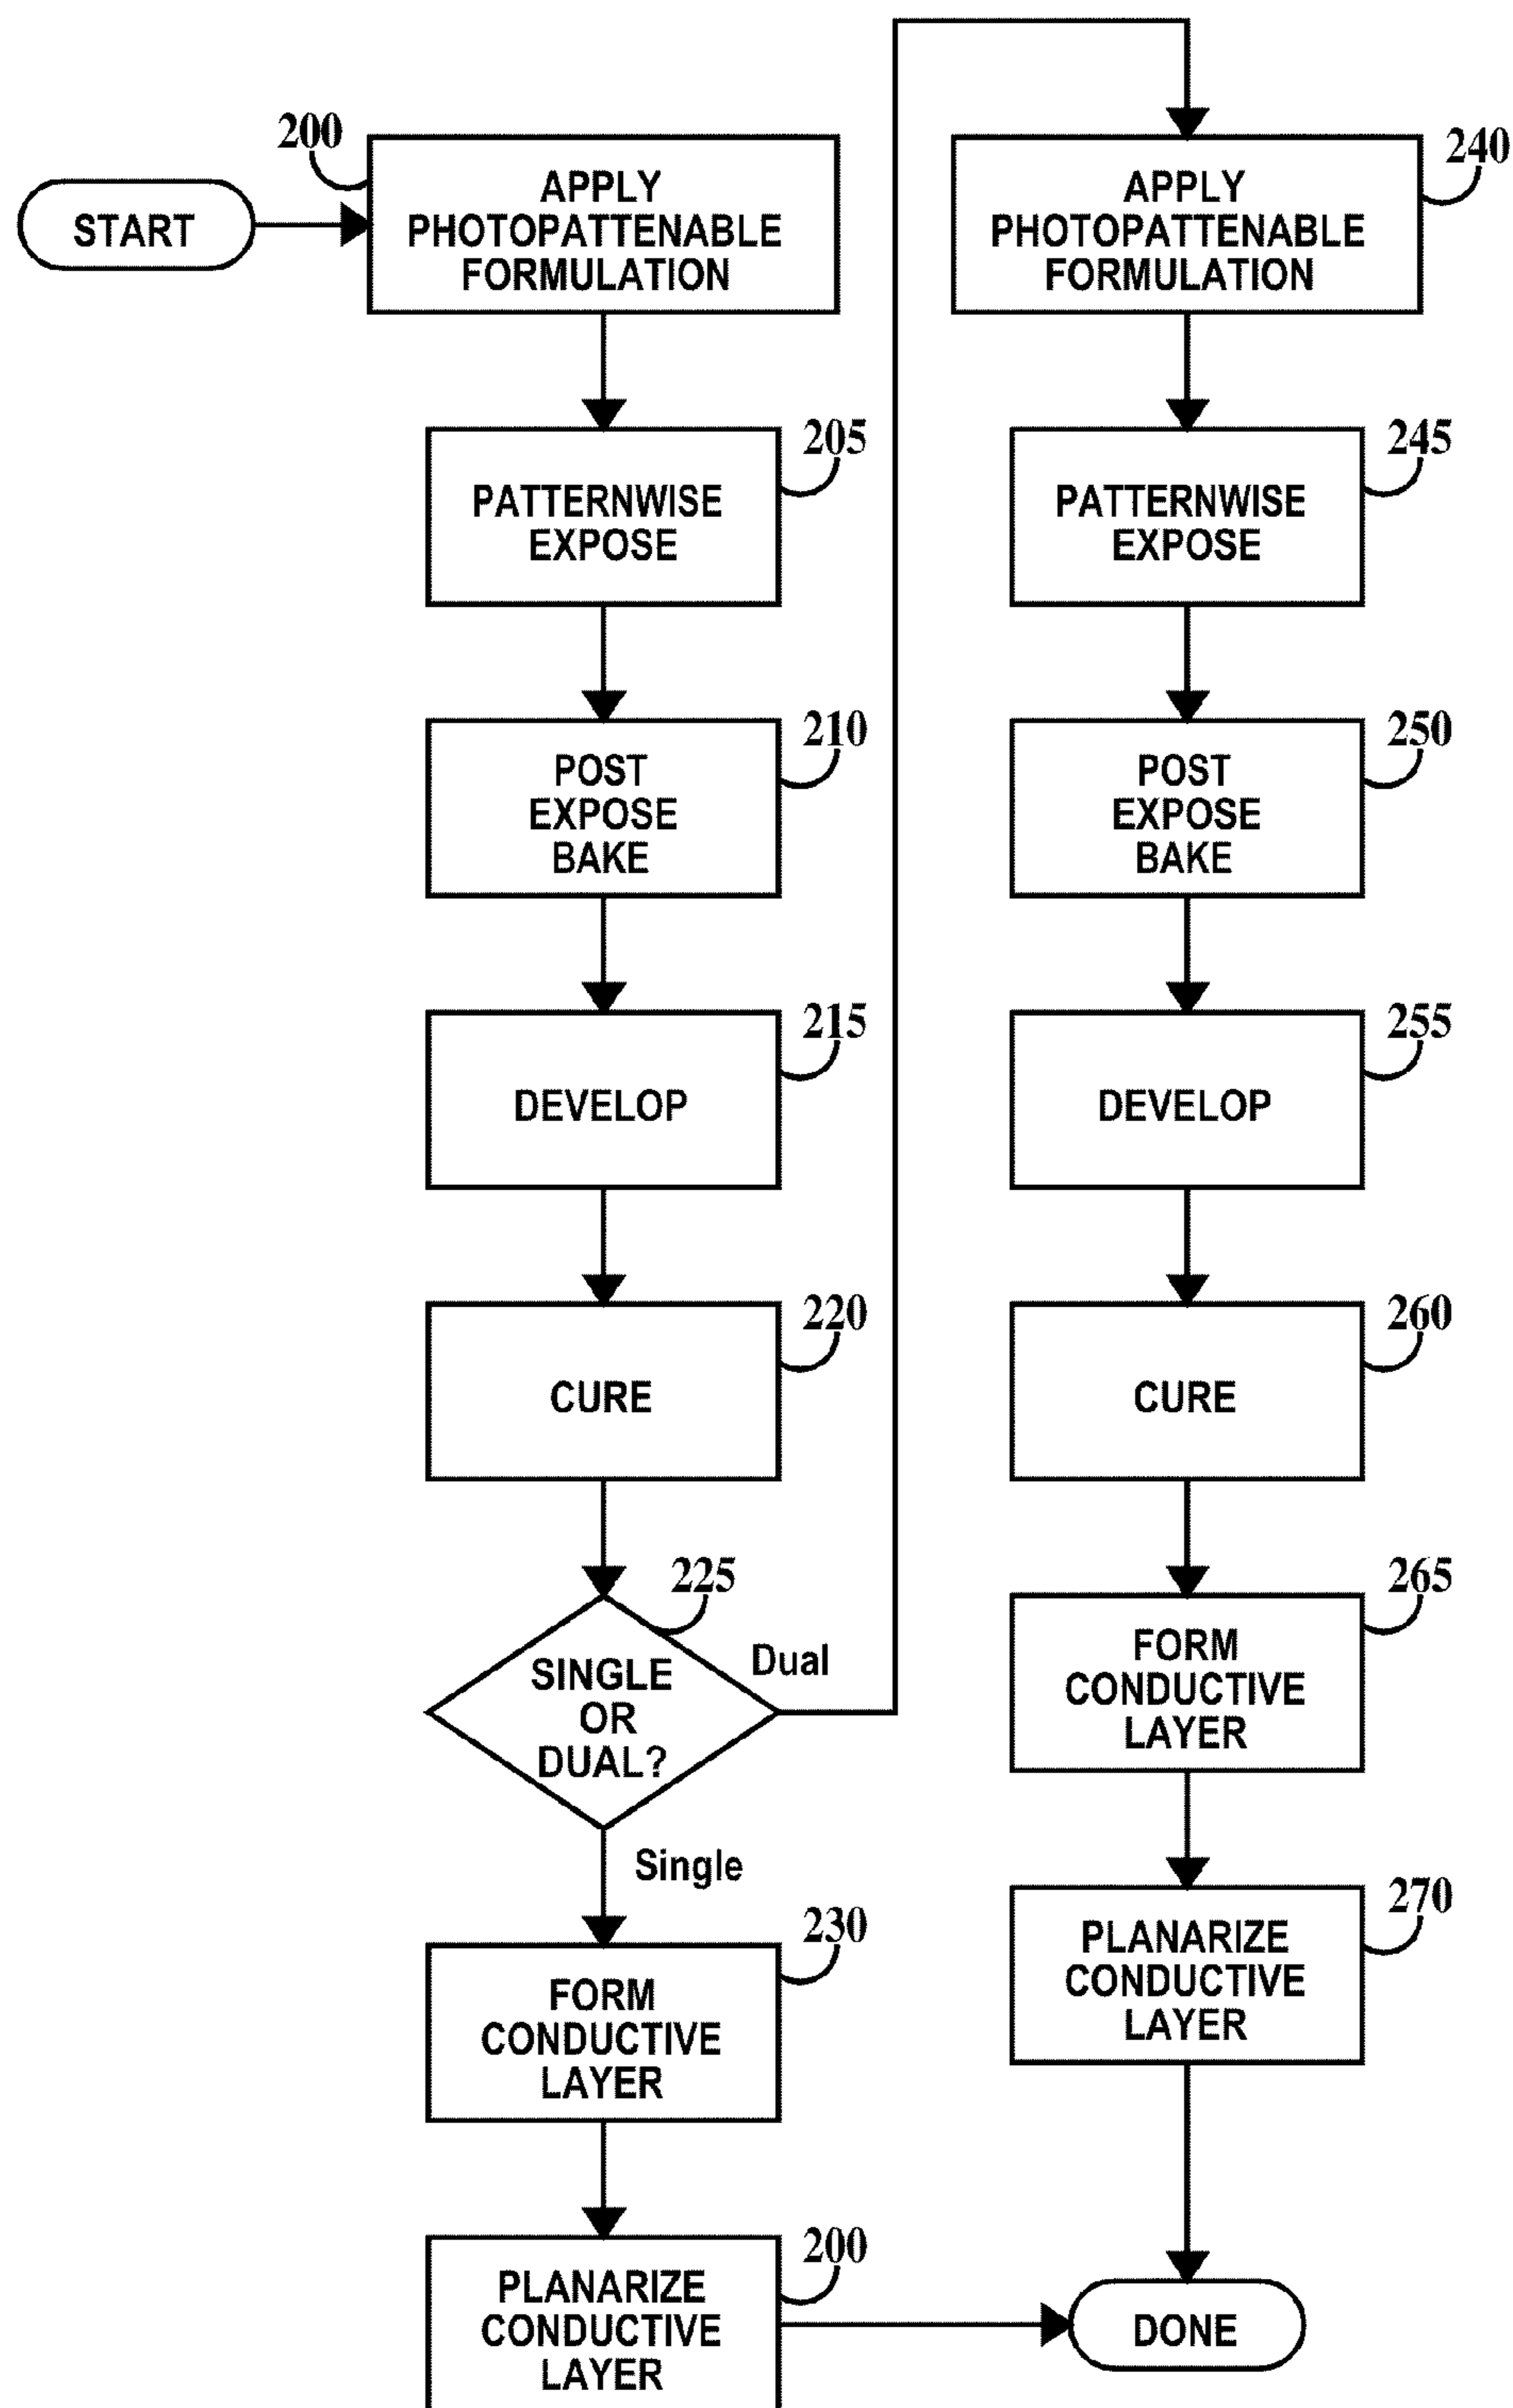 START
200
APPLY
PHOTOPATTENABLE
FORMULATION
205
PATTERNWISE
EXPOSE
210
POST
EXPOSE
BAKE
215
DEVELOP
220
CURE
225
SINGLE
OR
DUAL?
Dual
Single
230
FORM
CONDUCTIVE
LAYER
200
PLANARIZE
CONDUCTIVE
LAYER
240
APPLY
PHOTOPATTENABLE
FORMULATION
245
PATTERNWISE
EXPOSE
250
POST
EXPOSE
BAKE
255
DEVELOP
260
CURE
265
FORM
CONDUCTIVE
LAYER
270
PLANARIZE
CONDUCTIVE
LAYER
DONE